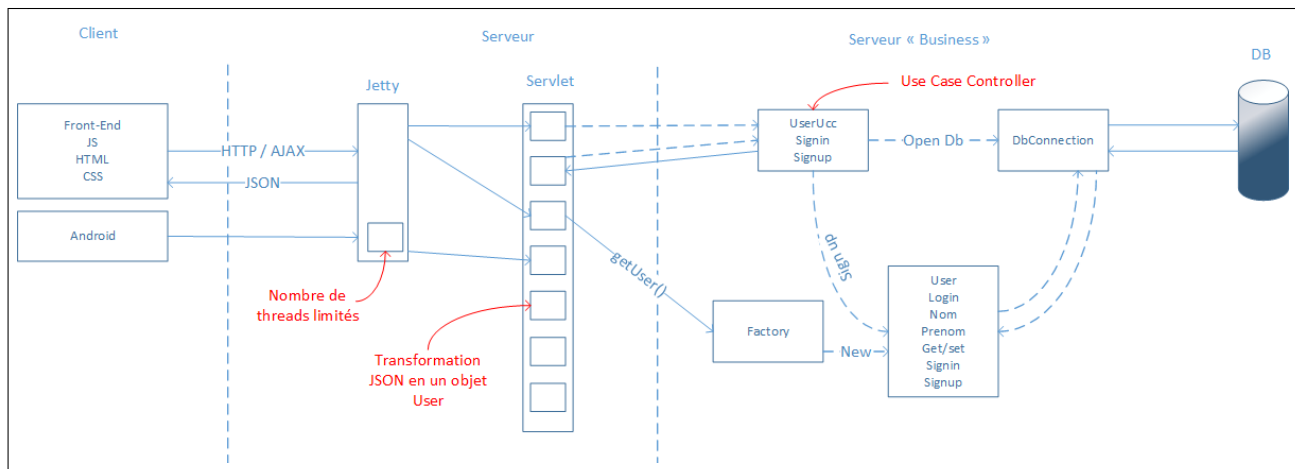 Client
Serveur
Serveur « Business »
DB
Jetty
Servlet
Use Case Controller
Front-End
JS
HTML
CSS
HTTP / AJAX
JSON
UserUcc
Signin
Signup
Open Db
DbConnection
Android
getUser()
Sign up
Nombre de
threads limités
Transformation
JSON en un objet
User
Factory
New
User
Login
Nom
Prenom
Get/set
Signin
Signup